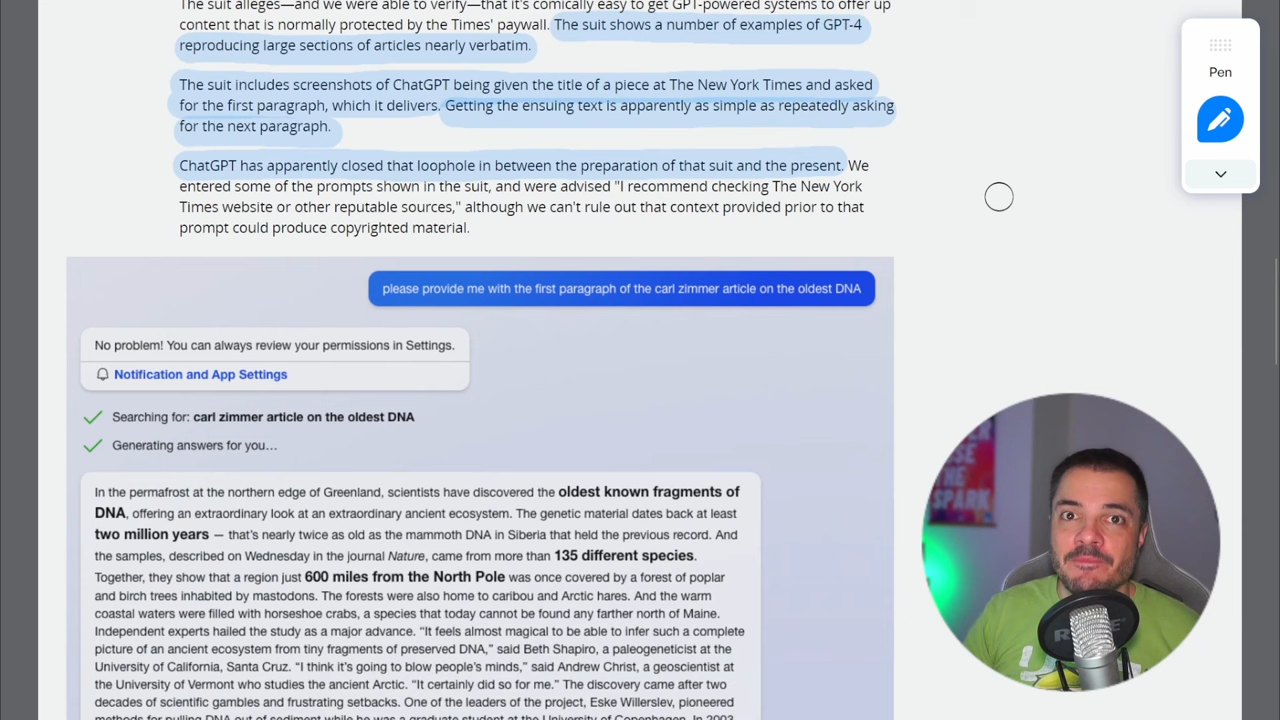 The suit alleges—and we were able to verify—that it's comically easy to get GPT-powered systems to offer up
content that is normally protected by the Times' paywall. The suit shows a number of examples of GPT-4
reproducing large sections of articles nearly verbatim.
The suit includes screenshots of ChatGPT being given the title of a piece at The New York Times and asked
for the first paragraph, which it delivers. Getting the ensuing text is apparently as simple as repeatedly asking
for the next paragraph.
ChatGPT has apparently closed that loophole in between the preparation of that suit and the present. We
entered some of the prompts shown in the suit, and were advised "I recommend checking The New York
Times website or other reputable sources," although we can't rule out that context provided prior to that
prompt could produce copyrighted material.
Pen
please provide me with the first paragraph of the carl zimmer article on the oldest DNA
No problem! You can always review your permissions in Settings.
Notification and App Settings
Searching for: carl zimmer article on the oldest DNA
Generating answers for you...
In the permafrost at the northern edge of Greenland, scientists have discovered the oldest known fragments of
DNA, offering an extraordinary look at an extraordinary ancient ecosystem. The genetic material dates back at least
two million years — that's nearly twice as old as the mammoth DNA in Siberia that held the previous record. And
the samples, described on Wednesday in the journal Nature, came from more than 135 different species.
Together, they show that a region just 600 miles from the North Pole was once covered by a forest of poplar
and birch trees inhabited by mastodons. The forests were also home to caribou and Arctic hares. And the warm
coastal waters were filled with horseshoe crabs, a species that today cannot be found any farther north of Maine.
Independent experts hailed the study as a major advance. "It feels almost magical to be able to infer such a complete
picture of an ancient ecosystem from tiny fragments of preserved DNA," said Beth Shapiro, a paleogeneticist at the
University of California, Santa Cruz. "I think it's going to blow people's minds," said Andrew Christ, a geoscientist at
the University of Vermont who studies the ancient Arctic. "It certainly did so for me." The discovery came after two
decades of scientific gambles and frustrating setbacks. One of the leaders of the project, Eske Willerslev, pioneered
methods for pulling DNA out of sediment while he was a graduate student at the University of Copenhagen. In 2003
THE
SPARK